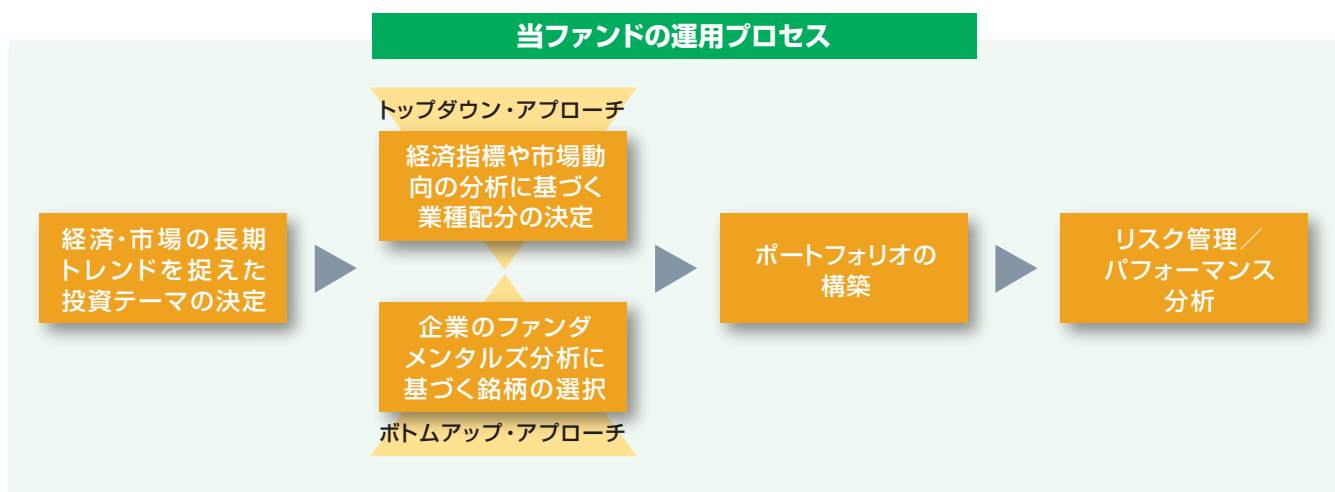 当ファンドの運用プロセス
経済・市場の長期
トレンドを捉えた
投資テーマの決定
トップダウン・アプローチ
経済指標や市場動
向の分析に基づく
業種配分の決定
企業のファンダ
メンタルズ分析に
基づく銘柄の選択
ボトムアップ・アプローチ
ポートフォリオの
構築
リスク管理／
パフォーマンス
分析